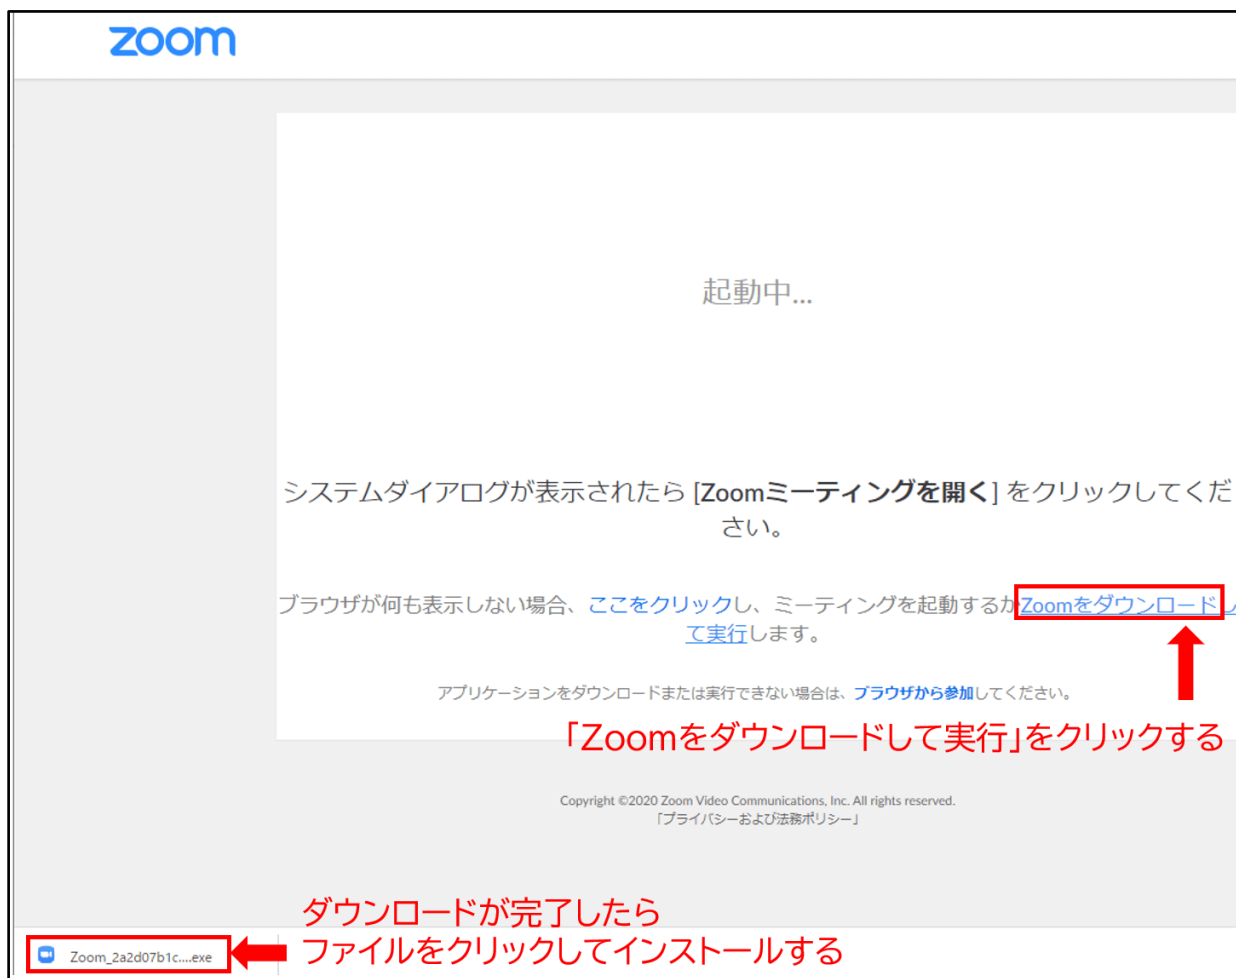 zoom
起動中...
システムダイアログが表示されたら [Zoomミーティングを開く] をクリックしてくだ
さい。
ブラウザが何も表示しない場合、ここをクリックし、ミーティングを起動するかZoomをダウンロードし
て実行します。
アプリケーションをダウンロードまたは実行できない場合は、ブラウザから参加してください。
「Zoomをダウンロードして実行」をクリックする
Copyright ©2020 Zoom Video Communications, Inc. All rights reserved.
「プライバシーおよび法務ポリシー」
ダウンロードが完了したら
ファイルをクリックしてインストールする
Zoom_2a2d07b1c....exe